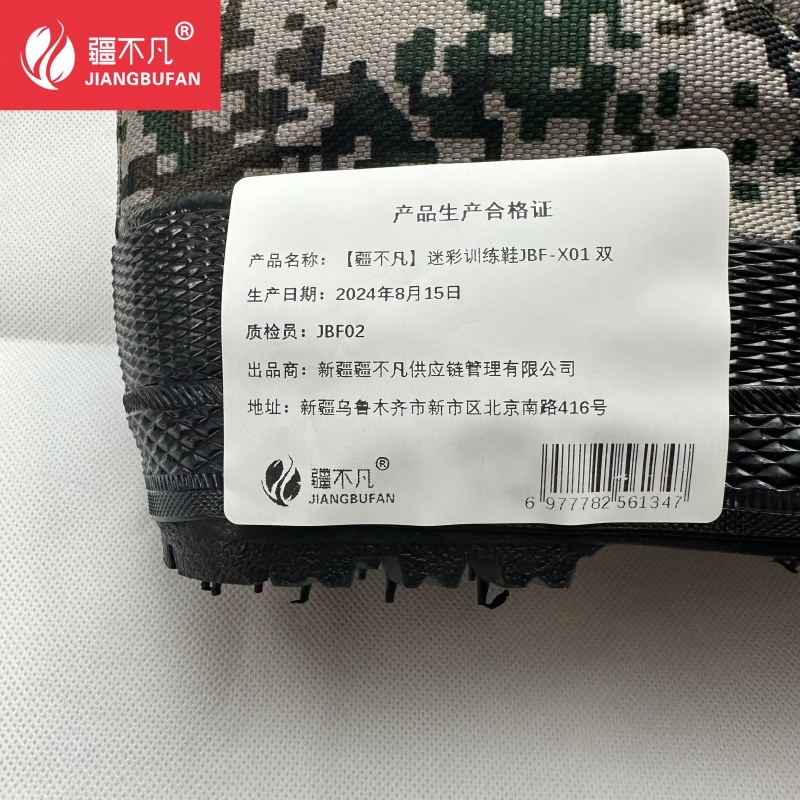 疆不凡®
JIANGBUFAN
产品生产合格证
产品名称：【疆不凡】迷彩训练鞋JBF-X01 双
生产日期：2024年8月15日
质检员：JBF02
出品商：新疆疆不凡供应链管理有限公司
地址：新疆乌鲁木齐市新市区北京南路416号
疆不凡®
JIANGBUFAN
6 977782 561347